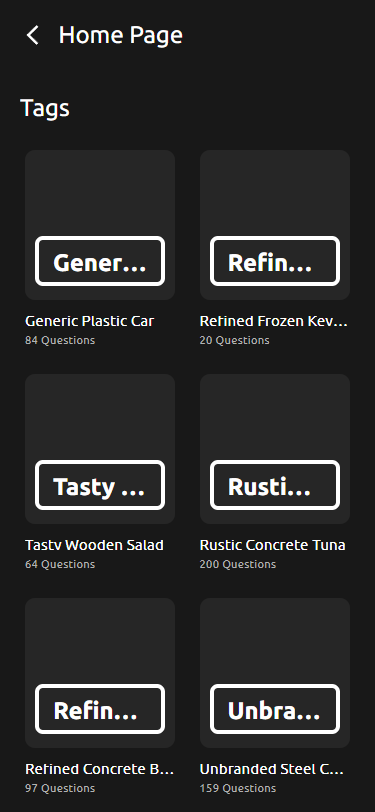 Home Page
Tags
Gener...
Refin...
Generic Plastic Car
84 Questions
Refined Frozen Kev...
20 Questions
Tasty ...
Rusti...
Tasty Wooden Salad
64 Questions
Rustic Concrete Tuna
200 Questions
Refin...
Unbra...
Refined Concrete B...
97 Questions
Unbranded Steel C...
159 Questions